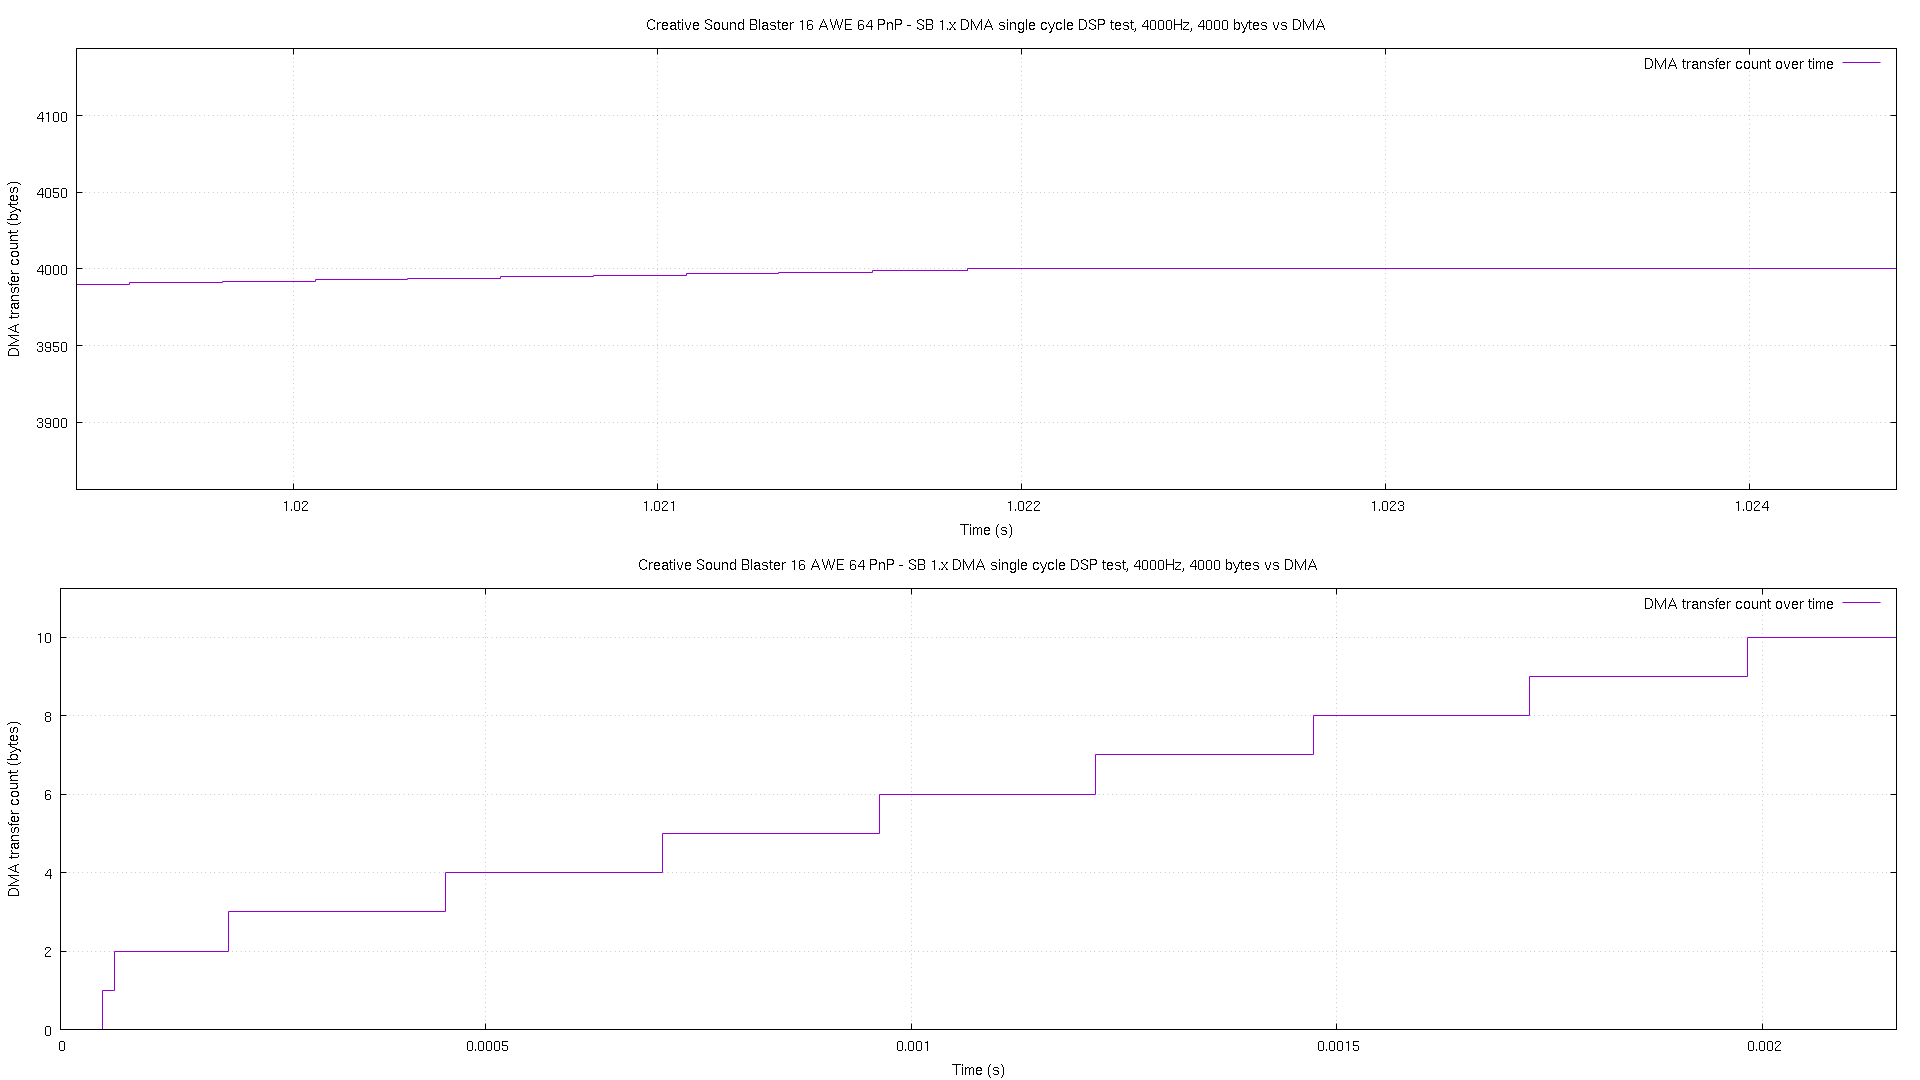 Creative Sound Blaster 16 AWE 64 PnP - SB 1.x DMA single cycle DSP test, 4000Hz, 4000 bytes vs DMA
DMA transfer count over time
4100
4050
4000
3950
3900
DMA transfer count (bytes)
1.02 1.021 1.022 1.023 1.024
Time (s)
Creative Sound Blaster 16 AWE 64 PnP - SB 1.x DMA single cycle DSP test, 4000Hz, 4000 bytes vs DMA
DMA transfer count over time
10
8
6
4
2
0
DMA transfer count (bytes)
0 0.0005 0.001 0.0015 0.002
Time (s)